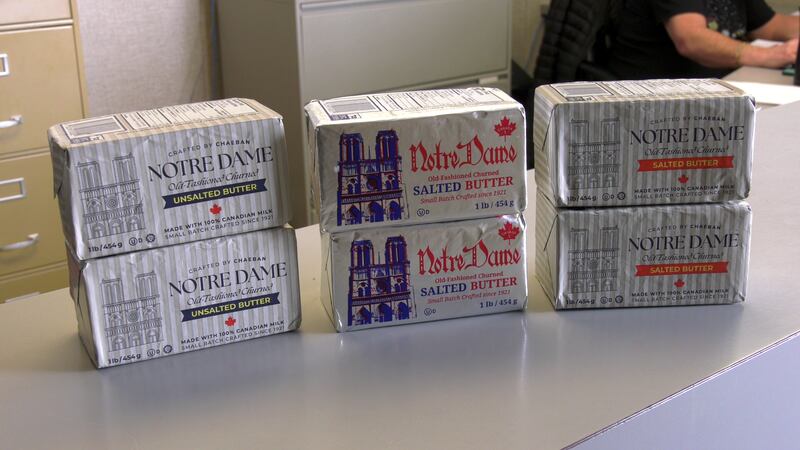 CRAFTED BY CHAEBAN
NOTRE DAME
Old-Fashioned Churned
UNSALTED BUTTER
MADE WITH 100% CANADIAN MILK
SMALL BATCH CRAFTED SINCE 1921
1 lb/454 g
CRAFTED BY CHAEBAN
NOTRE DAME
Old-Fashioned Churned
UNSALTED BUTTER
MADE WITH 100% CANADIAN MILK
SMALL BATCH CRAFTED SINCE 1921
1 lb/454 g
Notre Dame
Old-Fashioned Churned
SALTED BUTTER
Small Batch Crafted Since 1921
1 lb/454 g
Notre Dame
Old-Fashioned Churned
SALTED BUTTER
Small Batch Crafted since 1921
1 lb/454 g
CRAFTED BY CHAEBAN
NOTRE DAME
Old-Fashioned Churned
SALTED BUTTER
MADE WITH 100% CANADIAN MILK
SMALL BATCH CRAFTED SINCE 1921
1 lb/454 g
CRAFTED BY CHAEBAN
NOTRE DAME
Old-Fashioned Churned
SALTED BUTTER
MADE WITH 100% CANADIAN MILK
SMALL BATCH CRAFTED SINCE 1921
1 lb/454 g